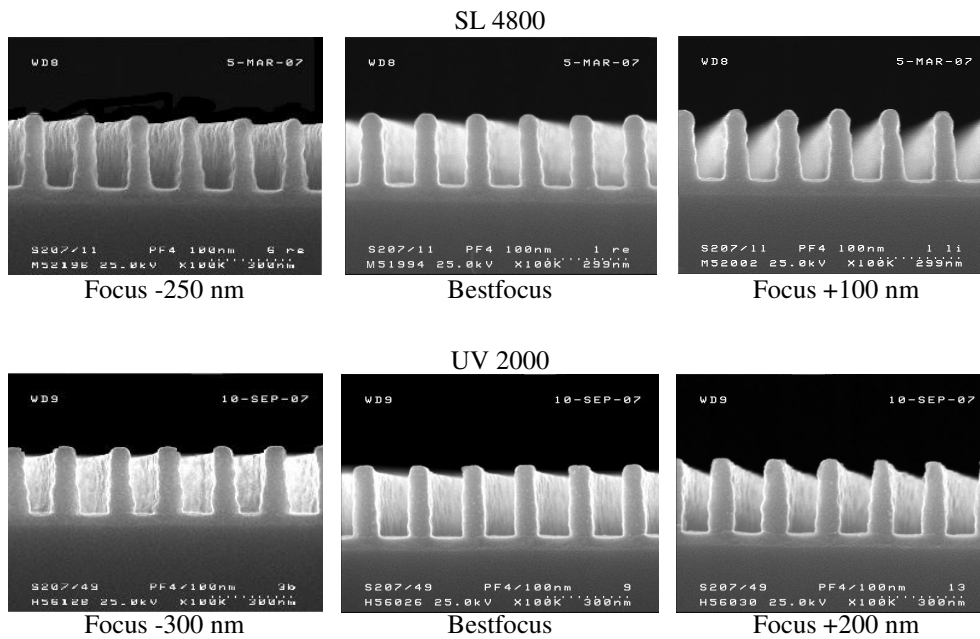 SL 4800
WD8 5-MAR-07
S207/11 PF4 100nm 6 re
M52196 25.0kV X100K 300nm
WD8 5-MAR-07
S207/11 PF4 100nm 1 re
M51994 25.0kV X100K 299nm
WD8 5-MAR-07
S207/11 PF4 100nm 1 li
M52002 25.0kV X100K 299nm
Focus -250 nm Bestfocus Focus +100 nm
UV 2000
WD9 10-SEP-07
S207/49 PF4/100nm 3b
H56128 25.0kV X100K 300nm
WD9 10-SEP-07
S207/49 PF4/100nm 9
H56026 25.0kV X100K 300nm
WD9 10-SEP-07
S207/49 PF4/100nm 13
H56030 25.0kV X100K 300nm
Focus -300 nm Bestfocus Focus +200 nm